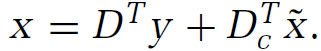 x = D^T y + D_c^T x̃.